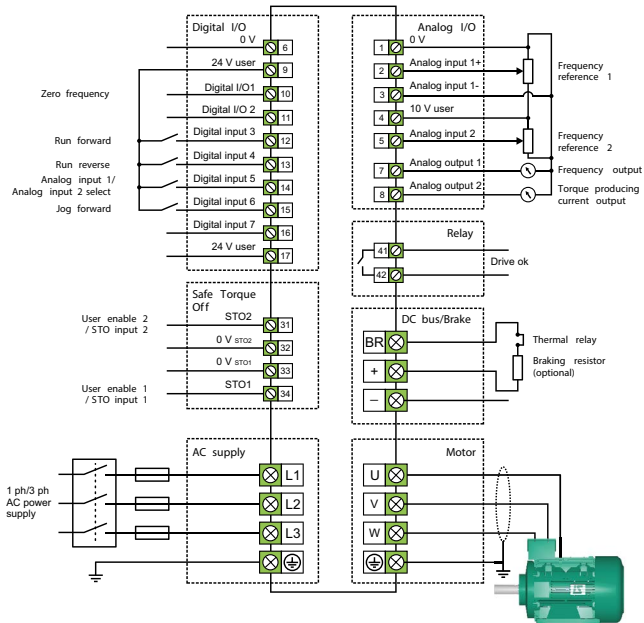 Digital I/O
0 V
6
24 V user
9
Zero frequency
Digital I/O1
10
Digital I/O 2
11
Run forward
Digital input 3
12
Run reverse
Digital input 4
13
Analog input 1/
Analog input 2 select
Digital input 5
14
Jog forward
Digital input 6
15
Digital input 7
16
24 V user
17
Analog I/O
0 V
1
Analog input 1+
2
Frequency
reference 1
Analog input 1-
3
10 V user
4
Analog input 2
5
Frequency
reference 2
Analog output 1
7
Frequency output
Analog output 2
8
Torque producing
current output
Relay
41
42
Drive ok
Safe Torque
Off
User enable 2
/ STO input 2
STO2
31
0 V STO2
32
0 V STO1
33
User enable 1
/ STO input 1
STO1
34
DC bus/Brake
BR
+
−
Thermal relay
Braking resistor
(optional)
AC supply
1 ph/3 ph
AC power
supply
L1
L2
L3
Motor
U
V
W